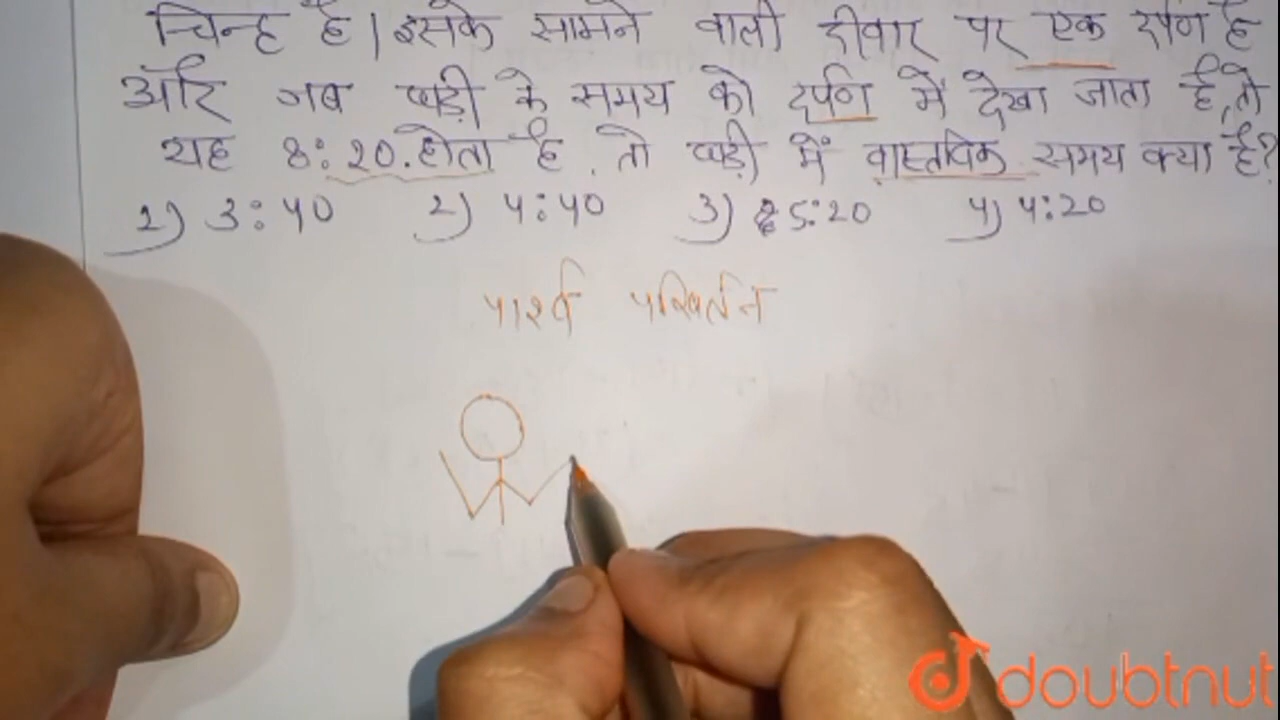 चिन्ह है। इसके सामने वाली दीवार पर एक दर्पण है
और जब घड़ी के समय को दर्पण में देखा जाता है, तो
यह 8:20. होता है. तो घड़ी में वास्तविक समय क्या है?
1) 3:40 2) 4:40 3) 5:20 4) 4:20
पार्श्व परिवर्तन
doubtnut